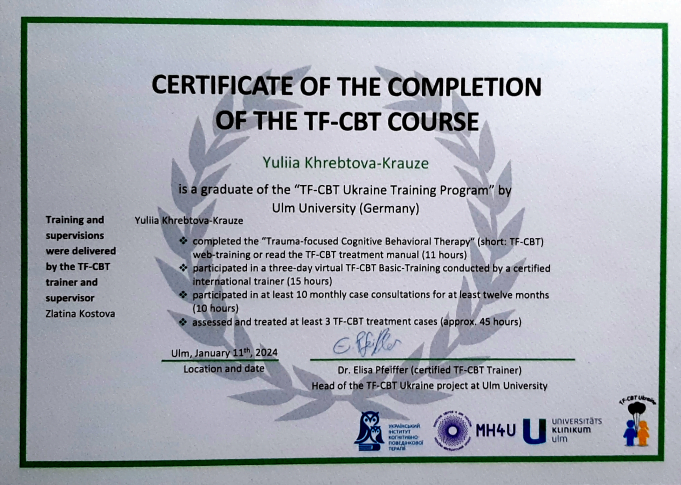 CERTIFICATE OF THE COMPLETION
OF THE TF-CBT COURSE
Yuliia Khrebtova-Krauze
is a graduate of the "TF-CBT Ukraine Training Program" by
Ulm University (Germany)
Training and
supervisions
were delivered
by the TF-CBT
trainer and
supervisor
Zlatina Kostova
Yuliia Khrebtova-Krauze
❖ completed the "Trauma-focused Cognitive Behavioral Therapy" (short: TF-CBT)
web-training or read the TF-CBT treatment manual (11 hours)
❖ participated in a three-day virtual TF-CBT Basic-Training conducted by a certified
international trainer (15 hours)
❖ participated in at least 10 monthly case consultations for at least twelve months
(10 hours)
❖ assessed and treated at least 3 TF-CBT treatment cases (approx. 45 hours)
E. Pfeiffer
Ulm, January 11th, 2024
Location and date
Dr. Elisa Pfeiffer (certified TF-CBT Trainer)
Head of the TF-CBT Ukraine project at Ulm University
УКРАЇНСЬКИЙ
ІНСТИТУТ
КОГНІТИВНО-
ПОВЕДІНКОВОЇ
ТЕРАПІЇ
MH4U
UNIVERSITÄTS
KLINIKUM
ulm
TF-CBT Ukraine